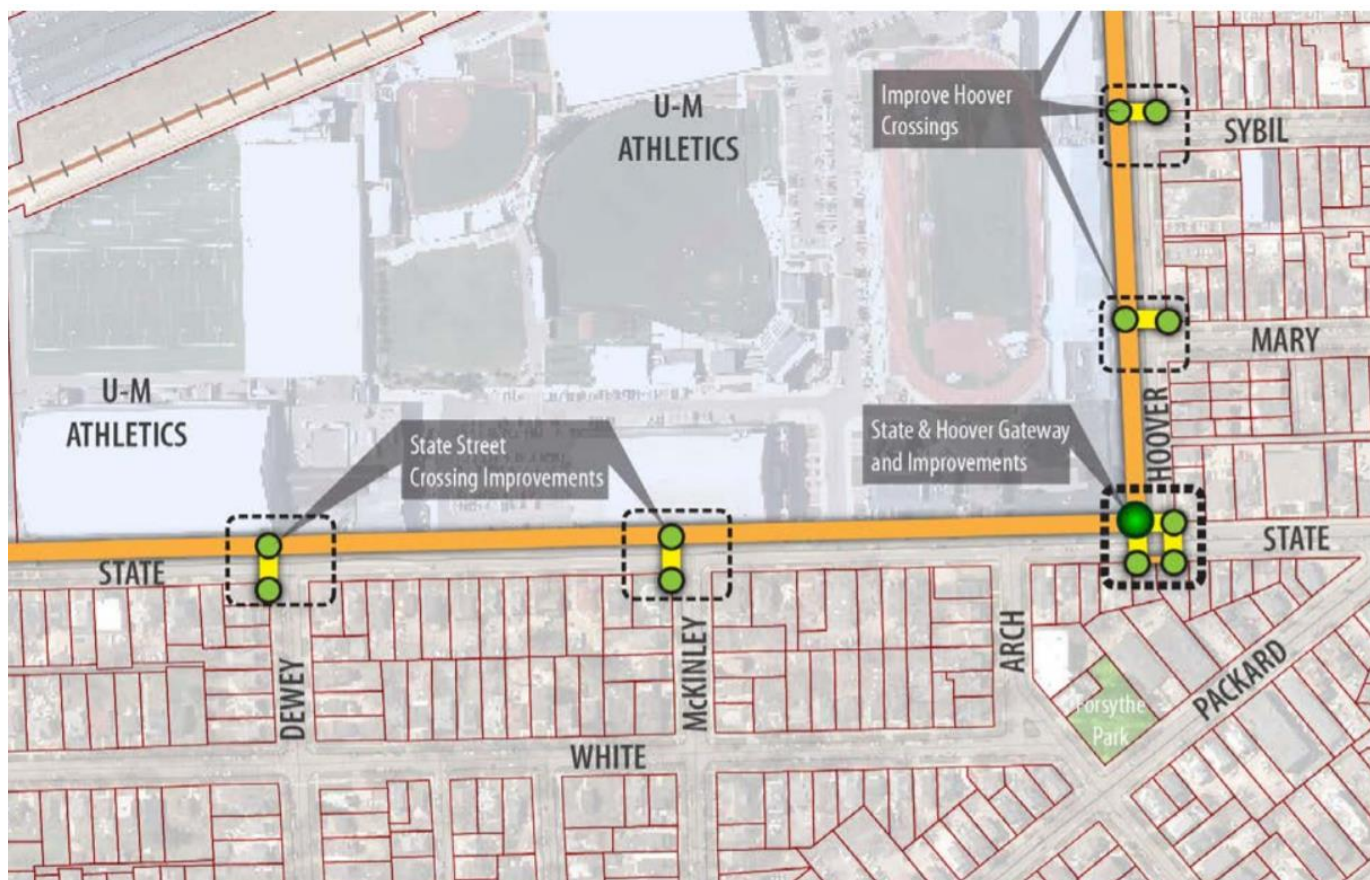 U-M
ATHLETICS
Improve Hoover
Crossings
SYBIL
MARY
U-M
ATHLETICS
State Street
Crossing Improvements
State & Hoover Gateway
and Improvements
HOOVER
STATE
STATE
DEWEY
McKINLEY
ARCH
PACKARD
Forsythe
Park
WHITE